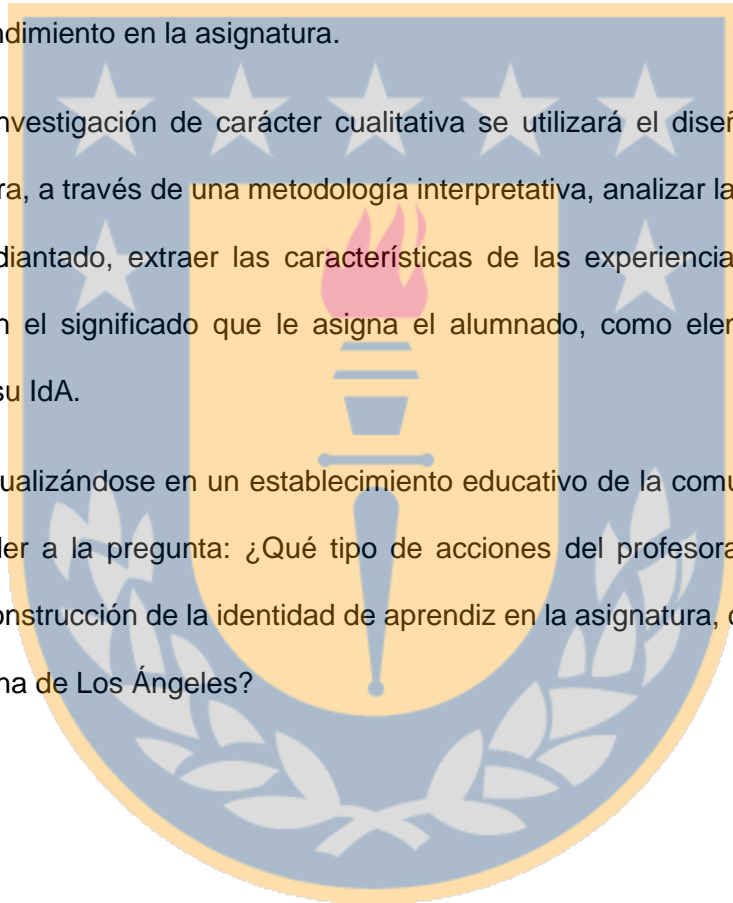 ndimiento en la asignatura.
nvestigación de carácter cualitativa se utilizará el diseñ
ra, a través de una metodología interpretativa, analizar la
diantado, extraer las características de las experiencia
n el significado que le asigna el alumnado, como eler
su IdA.
ualizándose en un establecimiento educativo de la comu
der a la pregunta: ¿Qué tipo de acciones del profesora
onstrucción de la identidad de aprendiz en la asignatura, d
na de Los Ángeles?